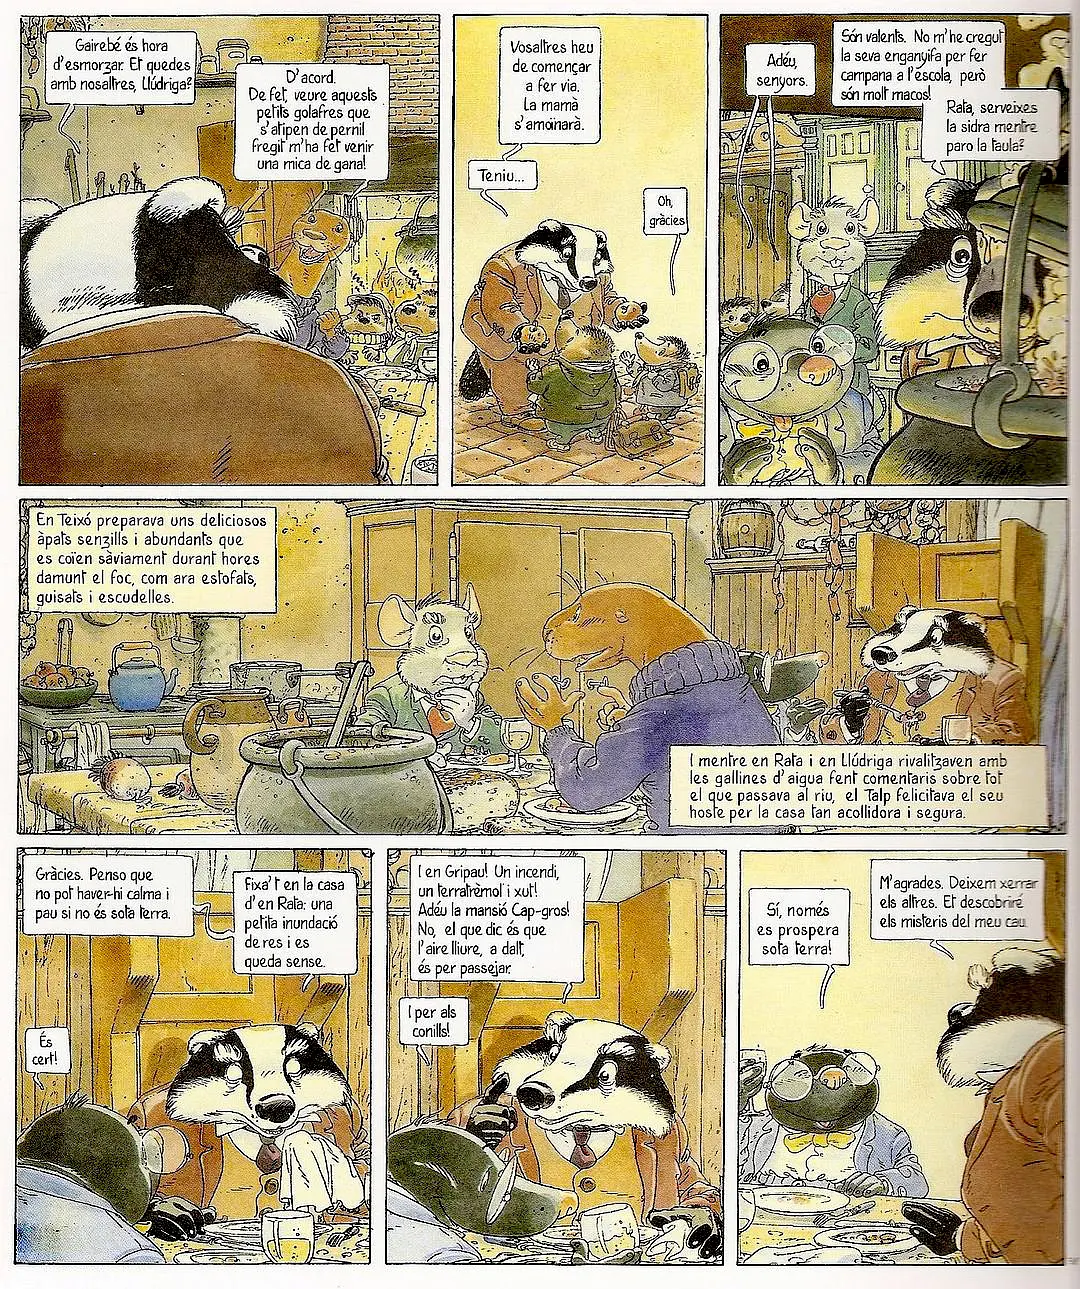 Gairebé és hora
d'esmorzar. Et quedes
amb nosaltres, Llúdriga?
D'acord.
De fet, veure aquests
petits golafres que
s'atipen de pernil
fregit m'ha fet venir
una mica de gana!
Vosaltres heu
de començar
a fer via.
La mamà
s'amoïnarà.
Teniu...
Oh,
gràcies
Adéu,
senyors.
Són valents. No m'he cregut
la seva enganyifa per fer
campana a l'escola, però
són molt macos!
Rata, serveixes
la sidra mentre
paro la taula?
En Teixó preparava uns deliciosos
àpats senzills i abundants que
es coïen sàviament durant hores
damunt el foc, com ara estofats,
guisats i escudelles.
I mentre en Rata i en Llúdriga rivalitzaven amb
les gallines d'aigua fent comentaris sobre tot
el que passava al riu, el Talp felicitava el seu
hoste per la casa tan acollidora i segura.
Gràcies. Penso que
no pot haver-hi calma i
pau si no és sota terra.
Fixa't en la casa
d'en Rata: una
petita inundació
de res i es
queda sense.
És
cert!
I en Gripau! Un incendi,
un terratrèmol i xut!
Adéu la mansió Cap-gros!
No, el que dic és que
l'aire lliure, a dalt,
és per passejar.
I per als
conills!
Sí, només
es prospera
sota terra!
M'agrades. Deixem xerrar
els altres. Et descobriré
els misteris del meu cau.